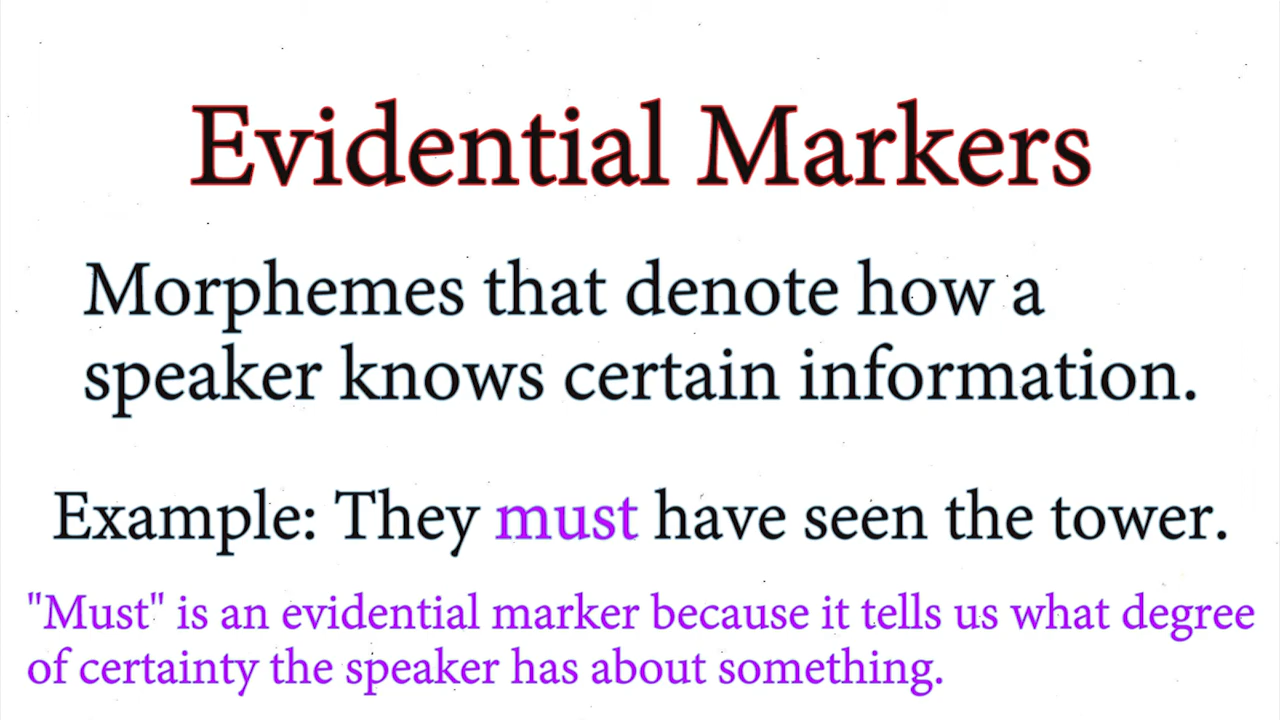 Evidential Markers
Morphemes that denote how a
speaker knows certain information.
Example: They must have seen the tower.
"Must" is an evidential marker because it tells us what degree
of certainty the speaker has about something.